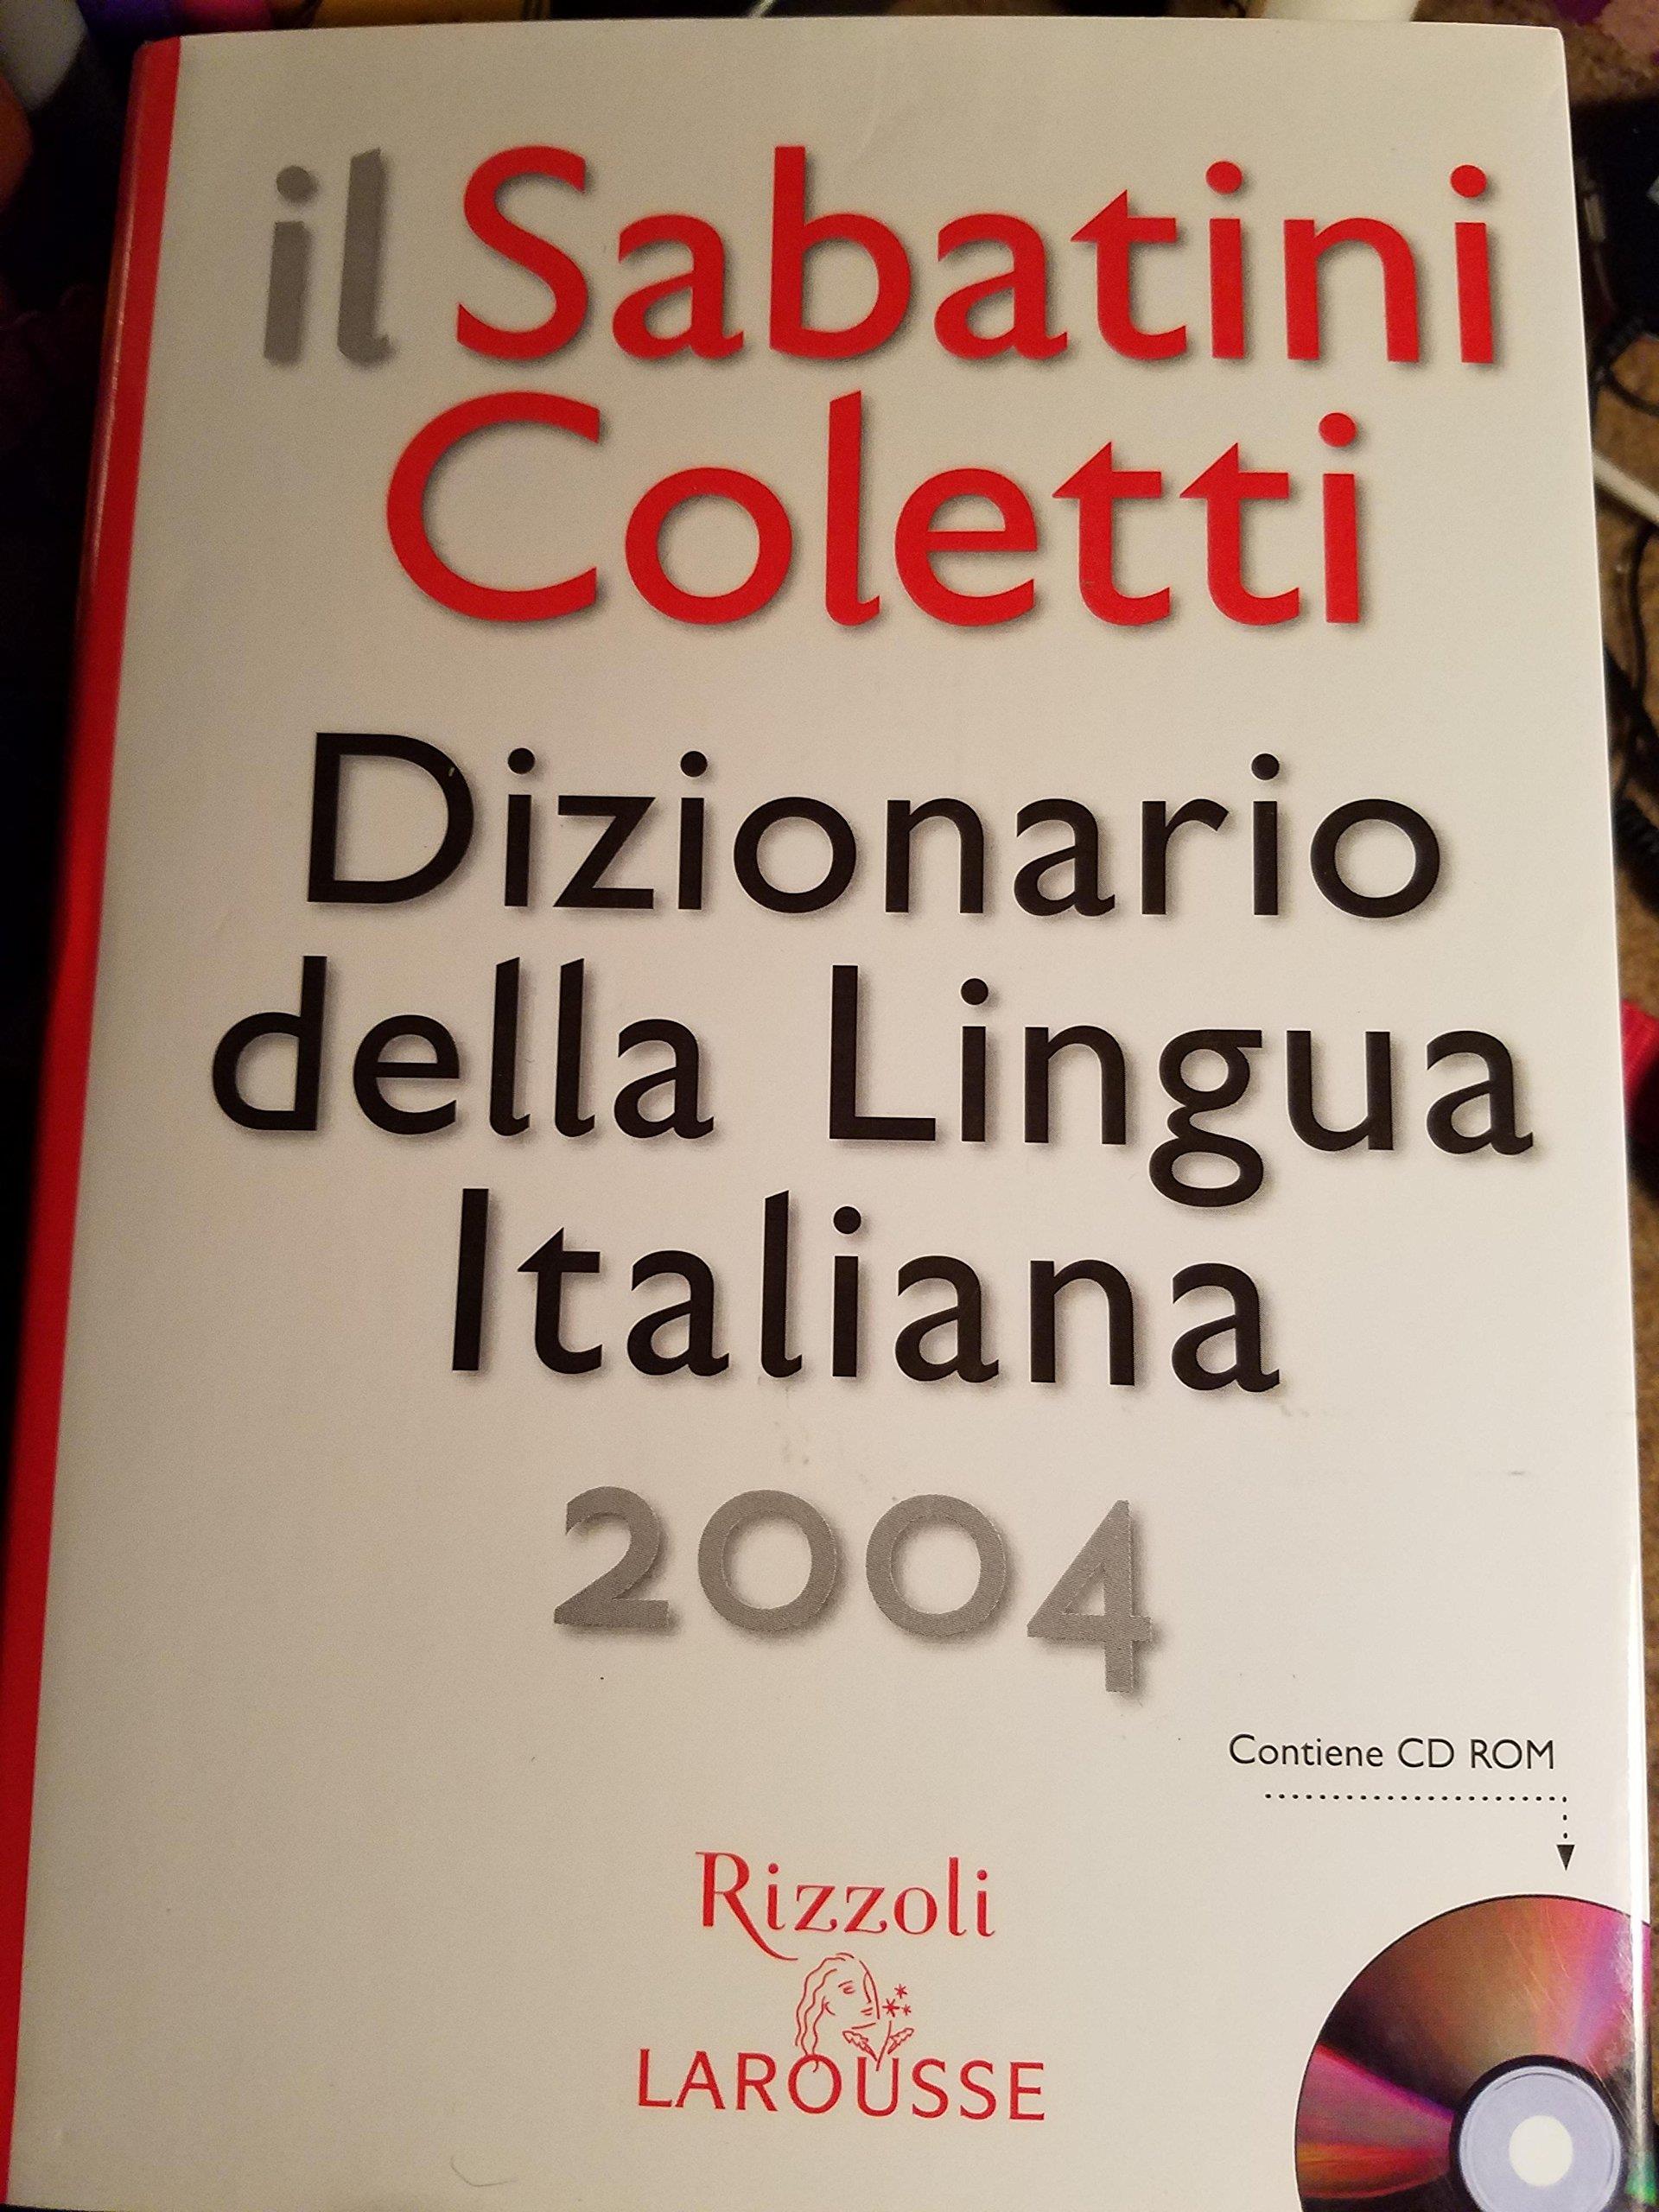 il Sabatini
Coletti
Dizionario
della Lingua
Italiana
2004
Contiene CD ROM
Rizzoli
LAROUSSE